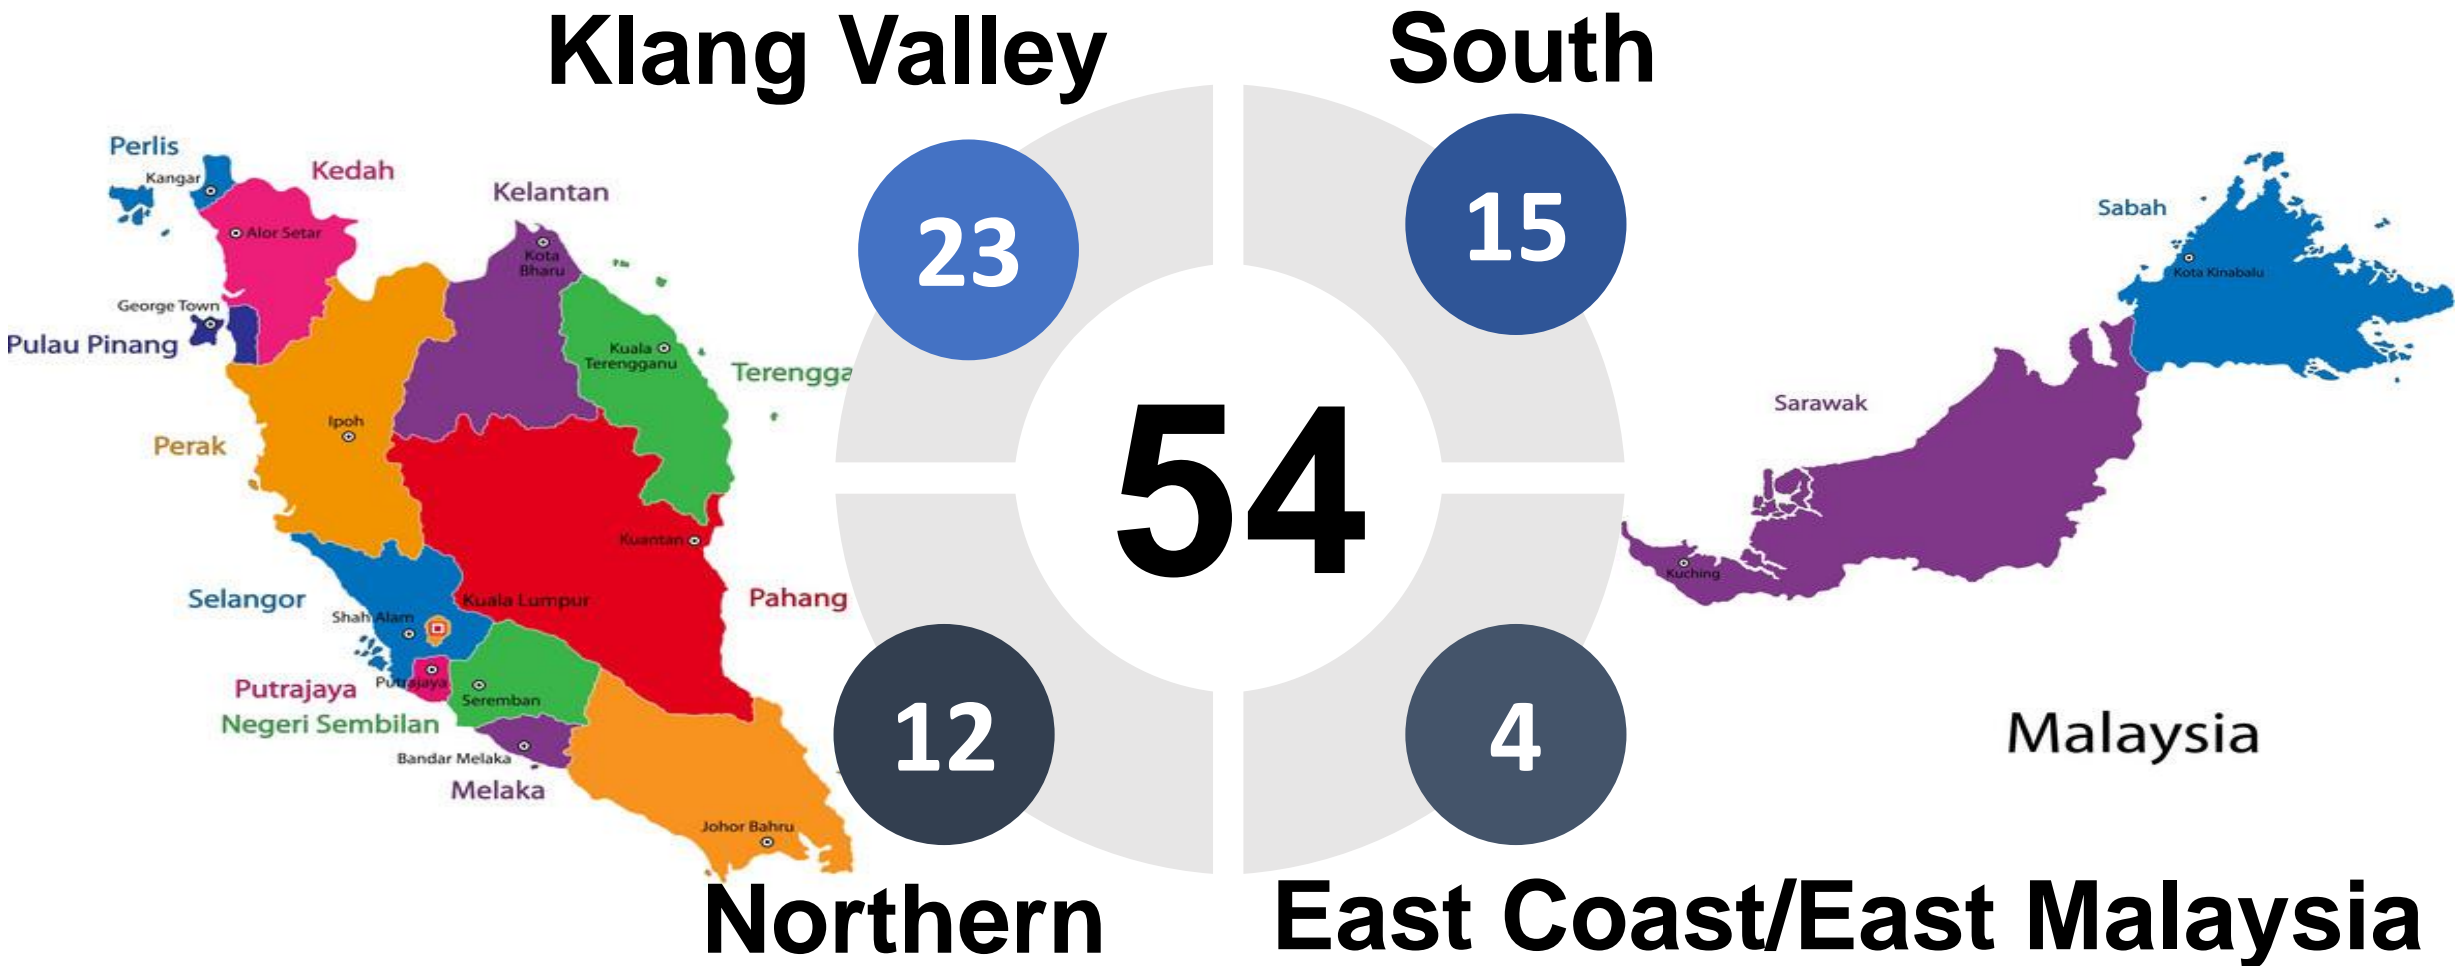 Klang Valley
South
23
15
54
12
4
Northern
East Coast/East Malaysia
Perlis
Kangar
Kedah
Alor Setar
Kelantan
Kota
Bharu
George Town
Pulau Pinang
Kuala
Terengganu
Terengga
Ipoh
Perak
Kuantan
Pahang
Selangor
Shah Alam
Kuala Lumpur
Putrajaya
Putrajaya
Seremban
Negeri Sembilan
Bandar Melaka
Melaka
Johor Bahru
Sabah
Kota Kinabalu
Sarawak
Kuching
Malaysia